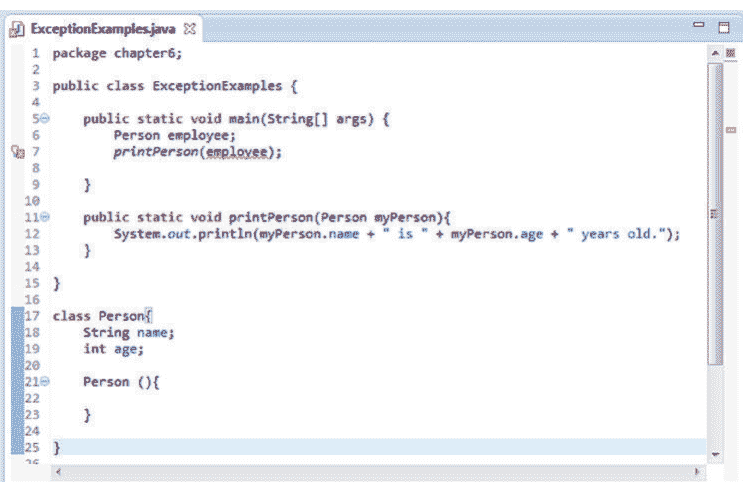 ExceptionExamples.java
1 package chapter6;
2
3 public class ExceptionExamples {
4
5 public static void main(String[] args) {
6 Person employee;
7 printPerson(employee);
8
9 }
10
11 public static void printPerson(Person myPerson){
12 System.out.println(myPerson.name + " is " + myPerson.age + " years old.");
13 }
14
15 }
16
17 class Person{
18 String name;
19 int age;
20
21 Person (){
22
23 }
24
25 }
26